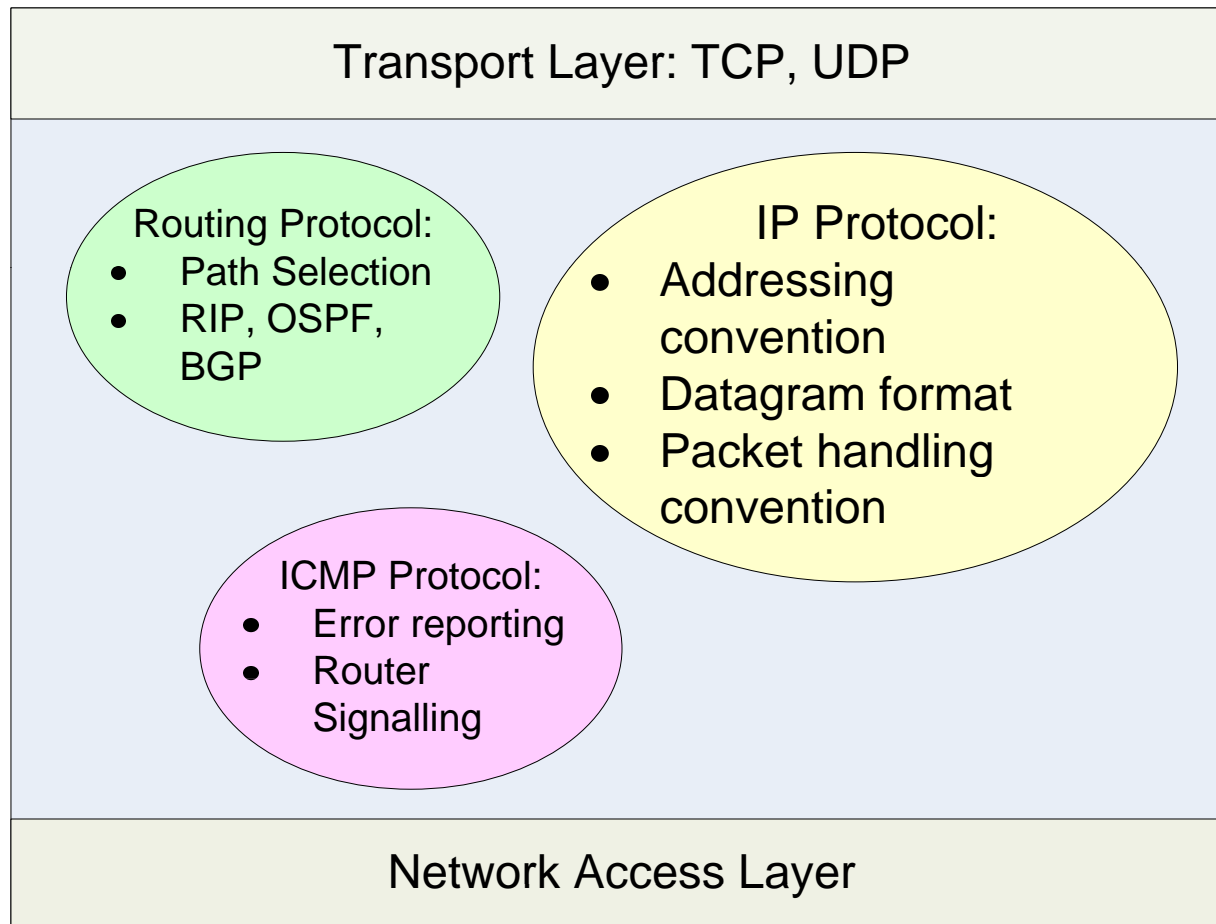 Transport Layer: TCP, UDP
Routing Protocol:
• Path Selection
• RIP, OSPF,
BGP
IP Protocol:
• Addressing
convention
• Datagram format
• Packet handling
convention
ICMP Protocol:
• Error reporting
• Router
Signalling
Network Access Layer